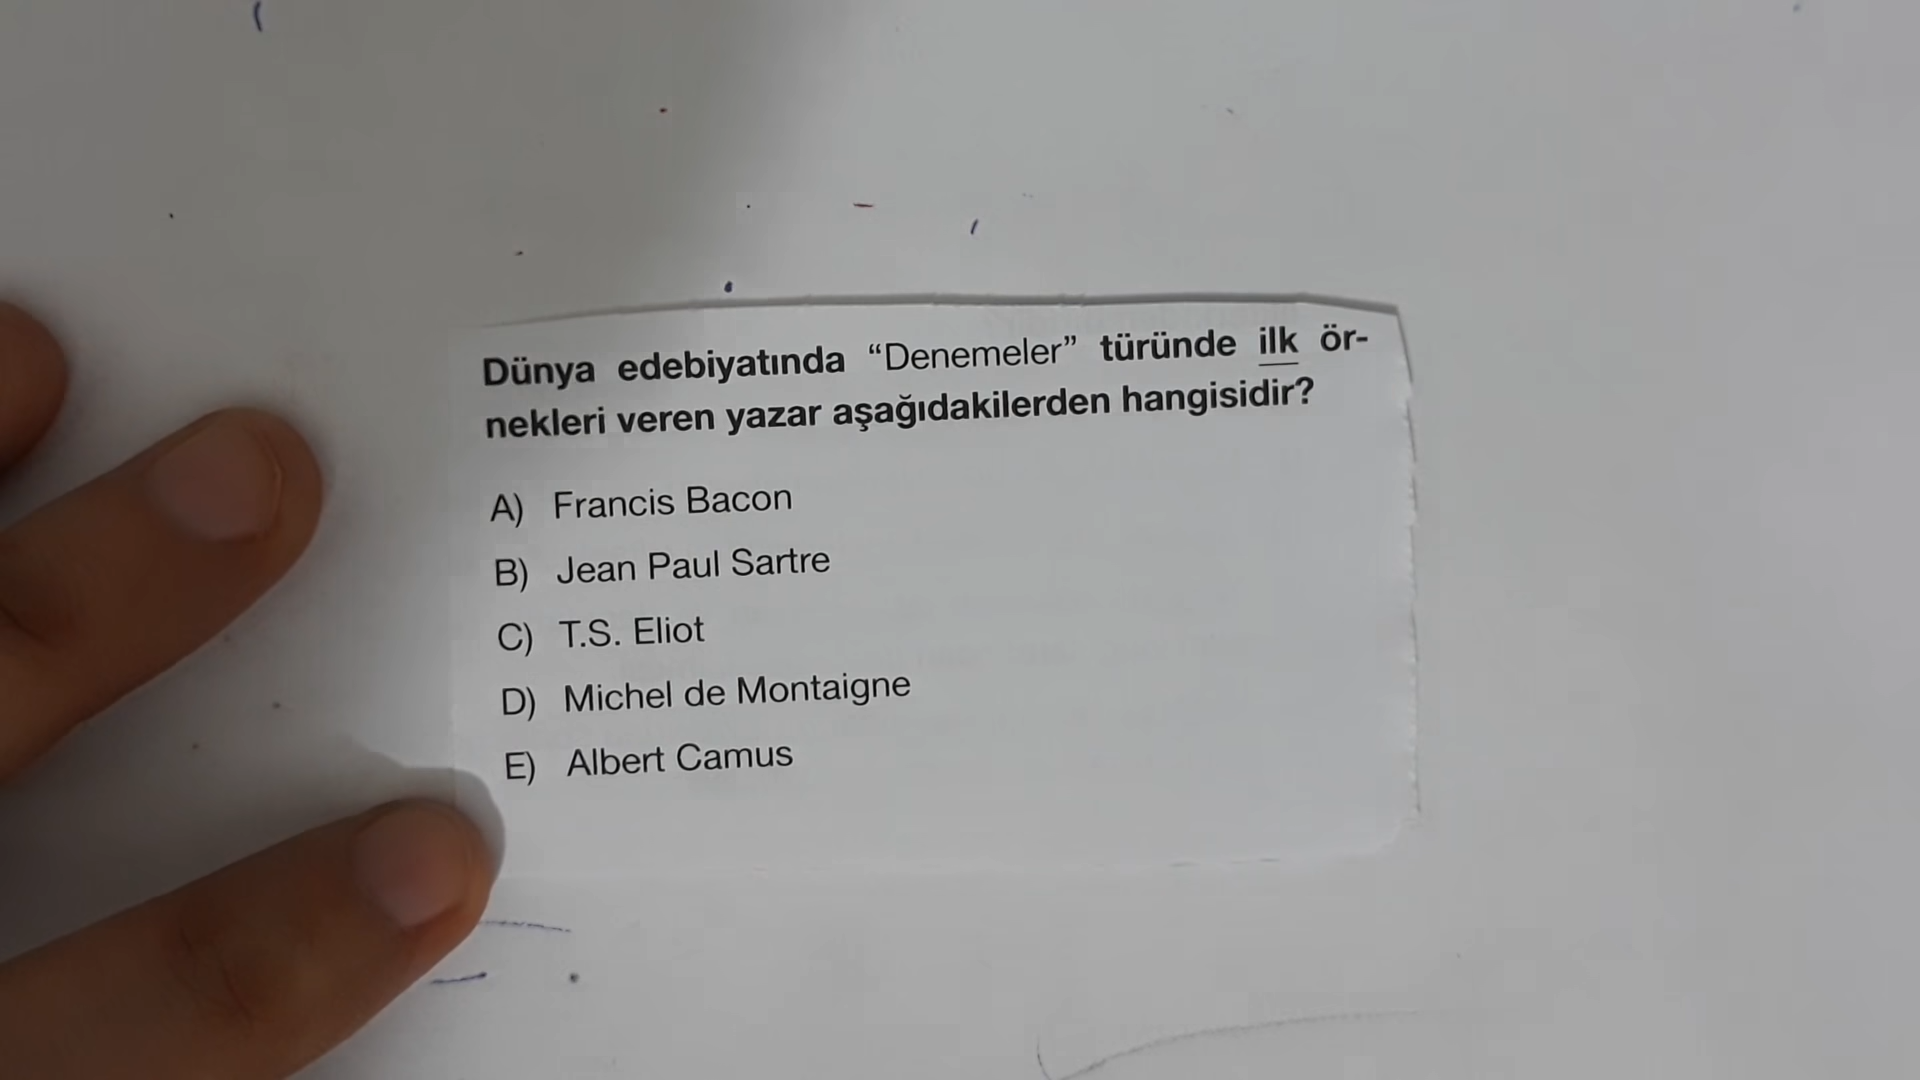 Dünya edebiyatında “Denemeler” türünde ilk ör-
nekleri veren yazar aşağıdakilerden hangisidir?
A) Francis Bacon
B) Jean Paul Sartre
C) T.S. Eliot
D) Michel de Montaigne
E) Albert Camus